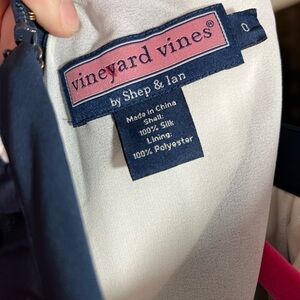 vineyard vines®
0
by Shep & Ian
Made in China
Shell:
100% Silk
Lining:
100% Polyester